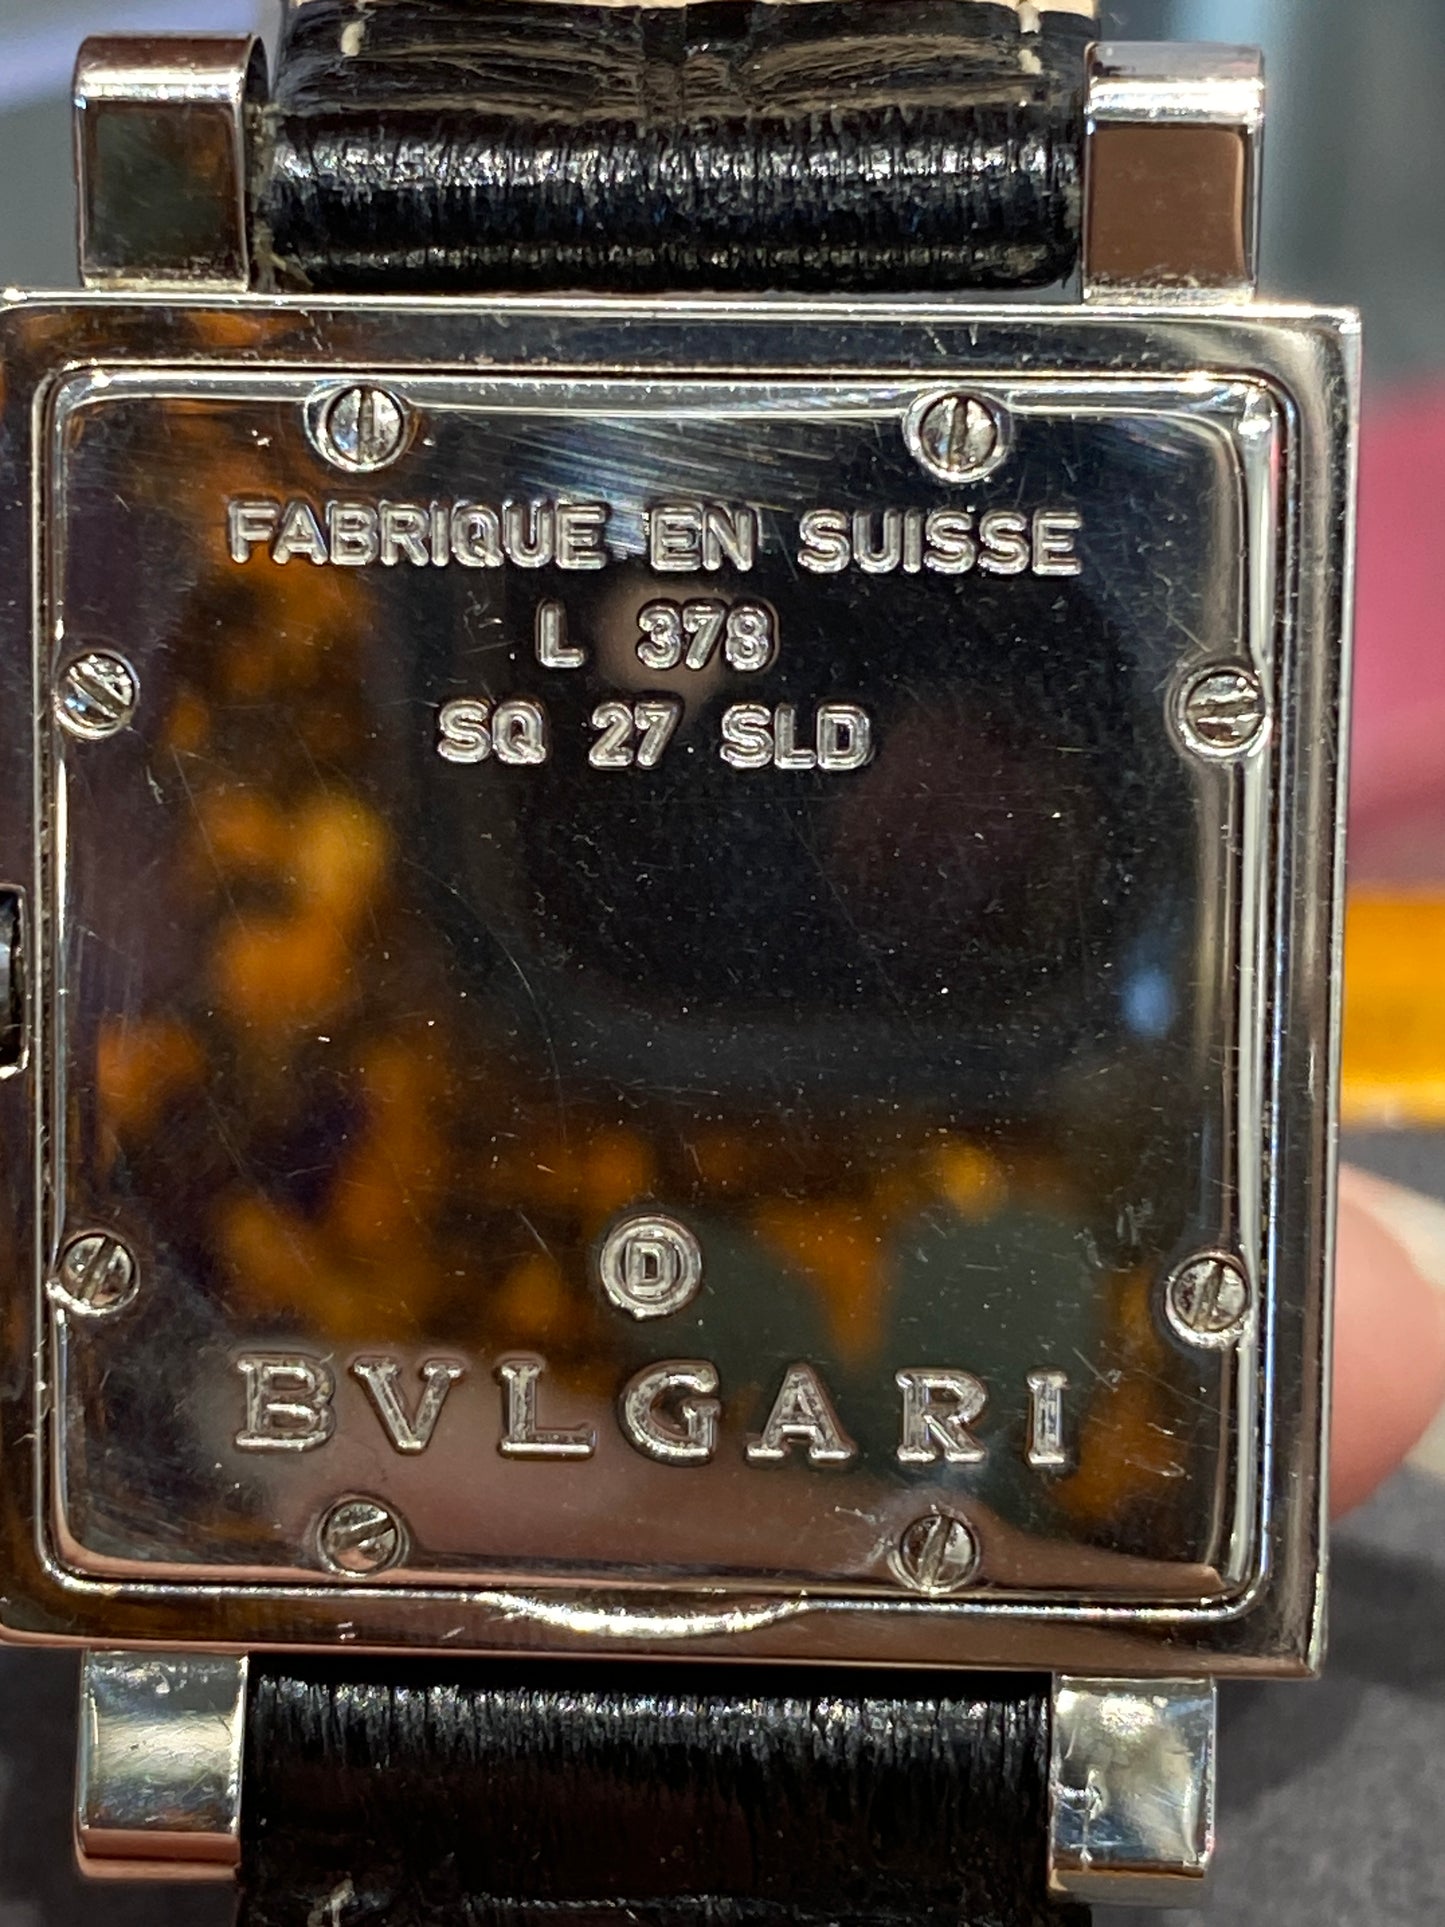 FABRIQUE EN SUISSE
L 378
SQ 27 SLD
D
BVLGARI